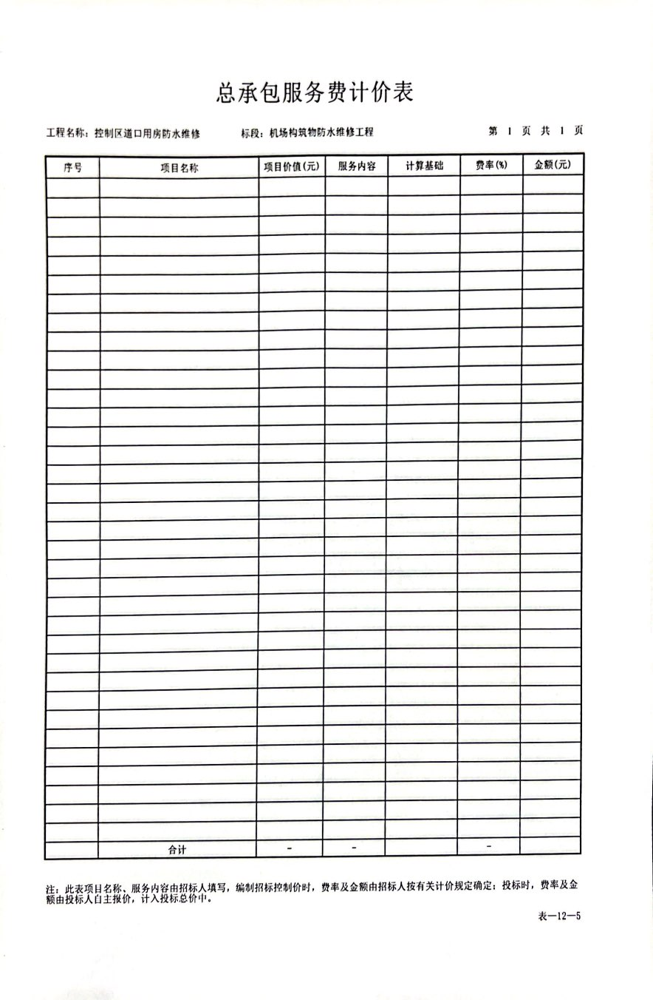 总承包服务费计价表
工程名称：控制区道口用房防水维修 标段：机场构筑物防水维修工程 第 1 页 共 1 页
序号 项目名称 项目价值(元) 服务内容 计算基础 费率(%) 金额(元)
合计 - - -
注：此表项目名称、服务内容由招标人填写，编制招标控制价时，费率及金额由招标人按有关计价规定确定；投标时，费率及金
额由投标人自主报价，计入投标总价中。
表—12—5